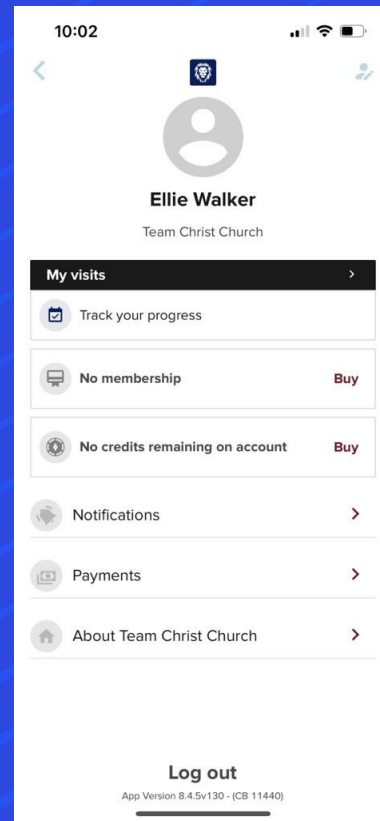 10:02
Ellie Walker
Team Christ Church
My visits
Track your progress
No membership Buy
No credits remaining on account Buy
Notifications
Payments
About Team Christ Church
Log out
App Version 8.4.5v130 - (CB 11440)